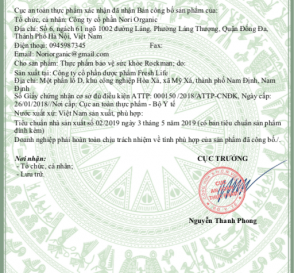 Cục an toàn thực phẩm xác nhận đã nhận Bản công bố sản phẩm của:
Tổ chức, cá nhân: Công ty cổ phần Nori Organic
Địa chỉ: Số 6, ngách 61 ngõ 1002 đường Láng, Phường Láng Thượng, Quận Đống Đa,
Thành Phố Hà Nội, Việt Nam
Điện thoại: 0945987345 Fax:
Email: Noriorganic@gmail.com
Cho sản phẩm: Thực phẩm bảo vệ sức khỏe Rockman; do:
Sản xuất tại: Công ty cổ phần dược phẩm Fresh Life
Địa chỉ: Một phần lô D, khu công nghiệp Hòa Xá, xã Mỹ Xá, thành phố Nam Định, Nam
Định
Số Giấy chứng nhận cơ sở đủ điều kiện ATTP: 000150 /2018/ATTP-CNĐK, Ngày cấp:
26/01/2018/ Nơi cấp: Cục an toàn thực phẩm - Bộ Y tế
Nước xuất xứ: Việt Nam sản xuất, phù hợp:
Tiêu chuẩn nhà sản xuất số 02/2019 ngày 3 tháng 5 năm 2019 (có bản tiêu chuẩn sản phẩm
đính kèm)
Doanh nghiệp phải hoàn toàn chịu trách nhiệm về tính phù hợp của sản phẩm đã công bố./.
Nơi nhận:
- Tổ chức, cá nhân;
- Lưu trữ.
CỤC TRƯỞNG
Nguyễn Thanh Phong